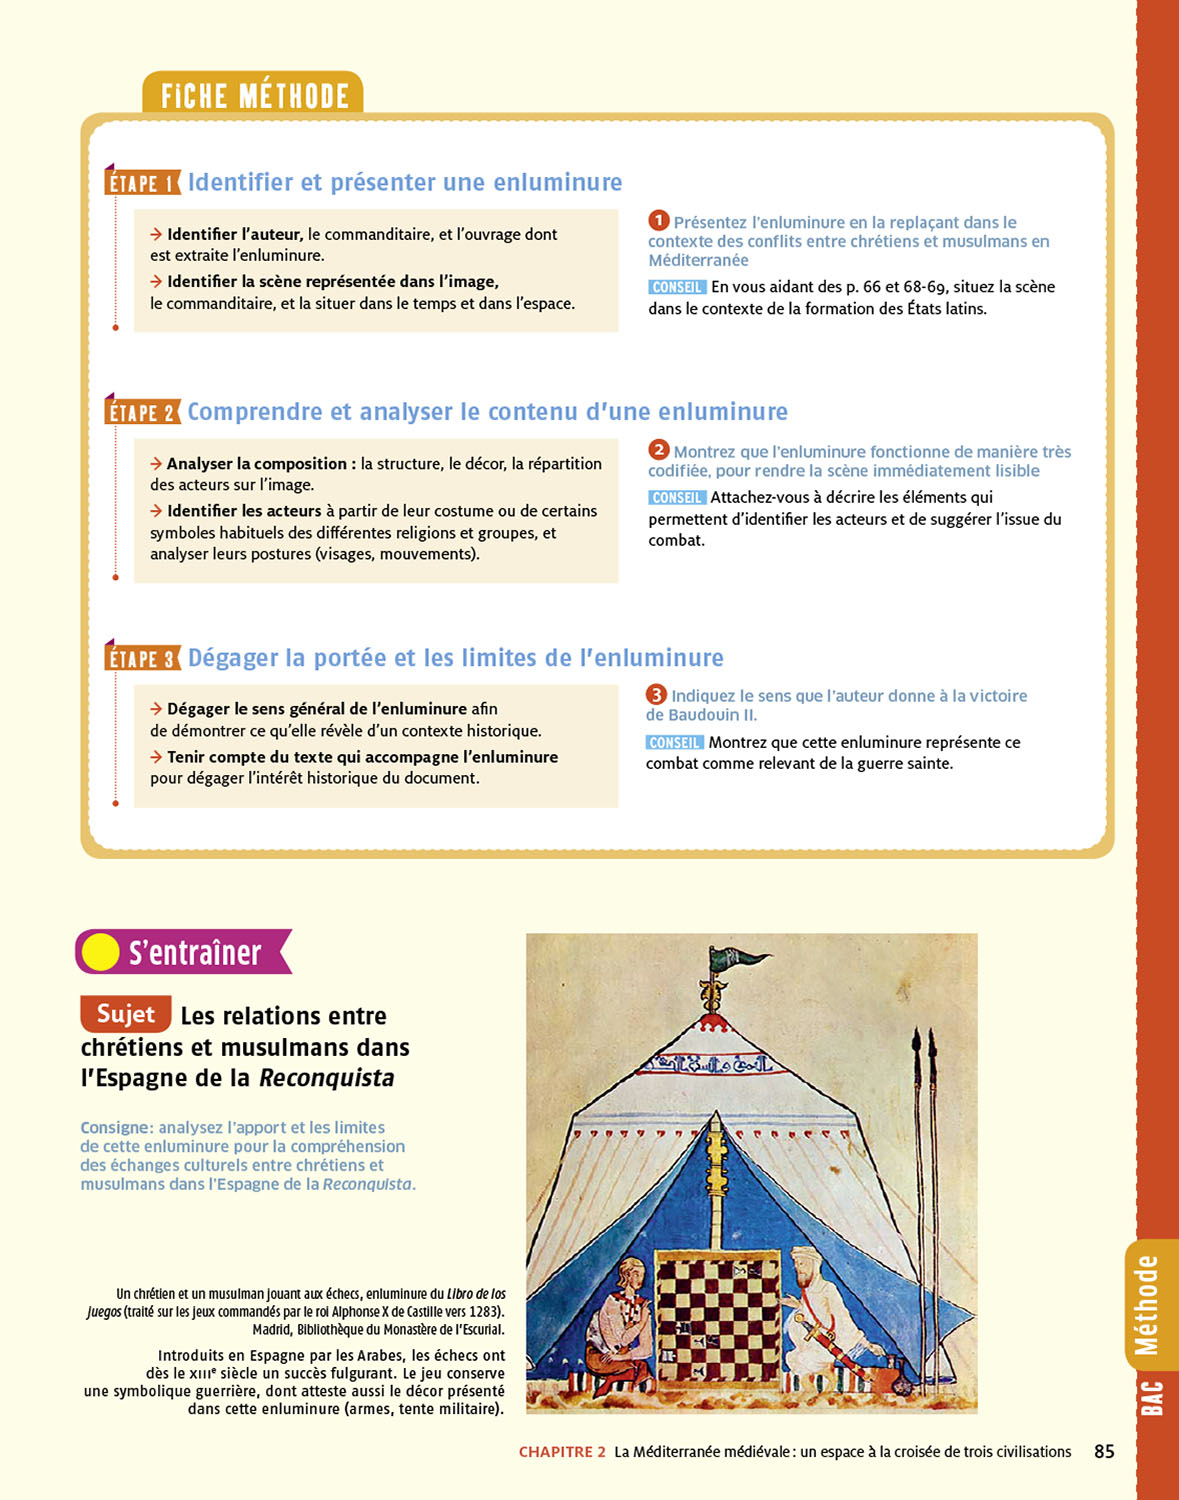 FiCHE MÉTHODE
ÉTAPE 1 Identifier et présenter une enluminure
→ Identifier l'auteur, le commanditaire, et l'ouvrage dont
est extraite l'enluminure.
→ Identifier la scène représentée dans l'image,
le commanditaire, et la situer dans le temps et dans l'espace.
1 Présentez l'enluminure en la replaçant dans le
contexte des conflits entre chrétiens et musulmans en
Méditerranée
CONSEIL En vous aidant des p. 66 et 68-69, situez la scène
dans le contexte de la formation des États latins.
ÉTAPE 2 Comprendre et analyser le contenu d'une enluminure
→ Analyser la composition : la structure, le décor, la répartition
des acteurs sur l'image.
→ Identifier les acteurs à partir de leur costume ou de certains
symboles habituels des différentes religions et groupes, et
analyser leurs postures (visages, mouvements).
2 Montrez que l'enluminure fonctionne de manière très
codifiée, pour rendre la scène immédiatement lisible
CONSEIL Attachez-vous à décrire les éléments qui
permettent d'identifier les acteurs et de suggérer l'issue du
combat.
ÉTAPE 3 Dégager la portée et les limites de l'enluminure
→ Dégager le sens général de l'enluminure afin
de démontrer ce qu'elle révèle d'un contexte historique.
→ Tenir compte du texte qui accompagne l'enluminure
pour dégager l'intérêt historique du document.
3 Indiquez le sens que l'auteur donne à la victoire
de Baudouin II.
CONSEIL Montrez que cette enluminure représente ce
combat comme relevant de la guerre sainte.
S'entraîner
Sujet Les relations entre
chrétiens et musulmans dans
l'Espagne de la Reconquista
Consigne : analysez l'apport et les limites
de cette enluminure pour la compréhension
des échanges culturels entre chrétiens et
musulmans dans l'Espagne de la Reconquista.
Un chrétien et un musulman jouant aux échecs, enluminure du Libro de los
Juegos (traité sur les jeux commandés par le roi Alphonse X de Castille vers 1283).
Madrid, Bibliothèque du Monastère de l'Escurial.
Introduits en Espagne par les Arabes, les échecs ont
dès le XIIIe siècle un succès fulgurant. Le jeu conserve
une symbolique guerrière, dont atteste aussi le décor présenté
dans cette enluminure (armes, tente militaire).
BAC Méthode
CHAPITRE 2 La Méditerranée médiévale : un espace à la croisée de trois civilisations 85